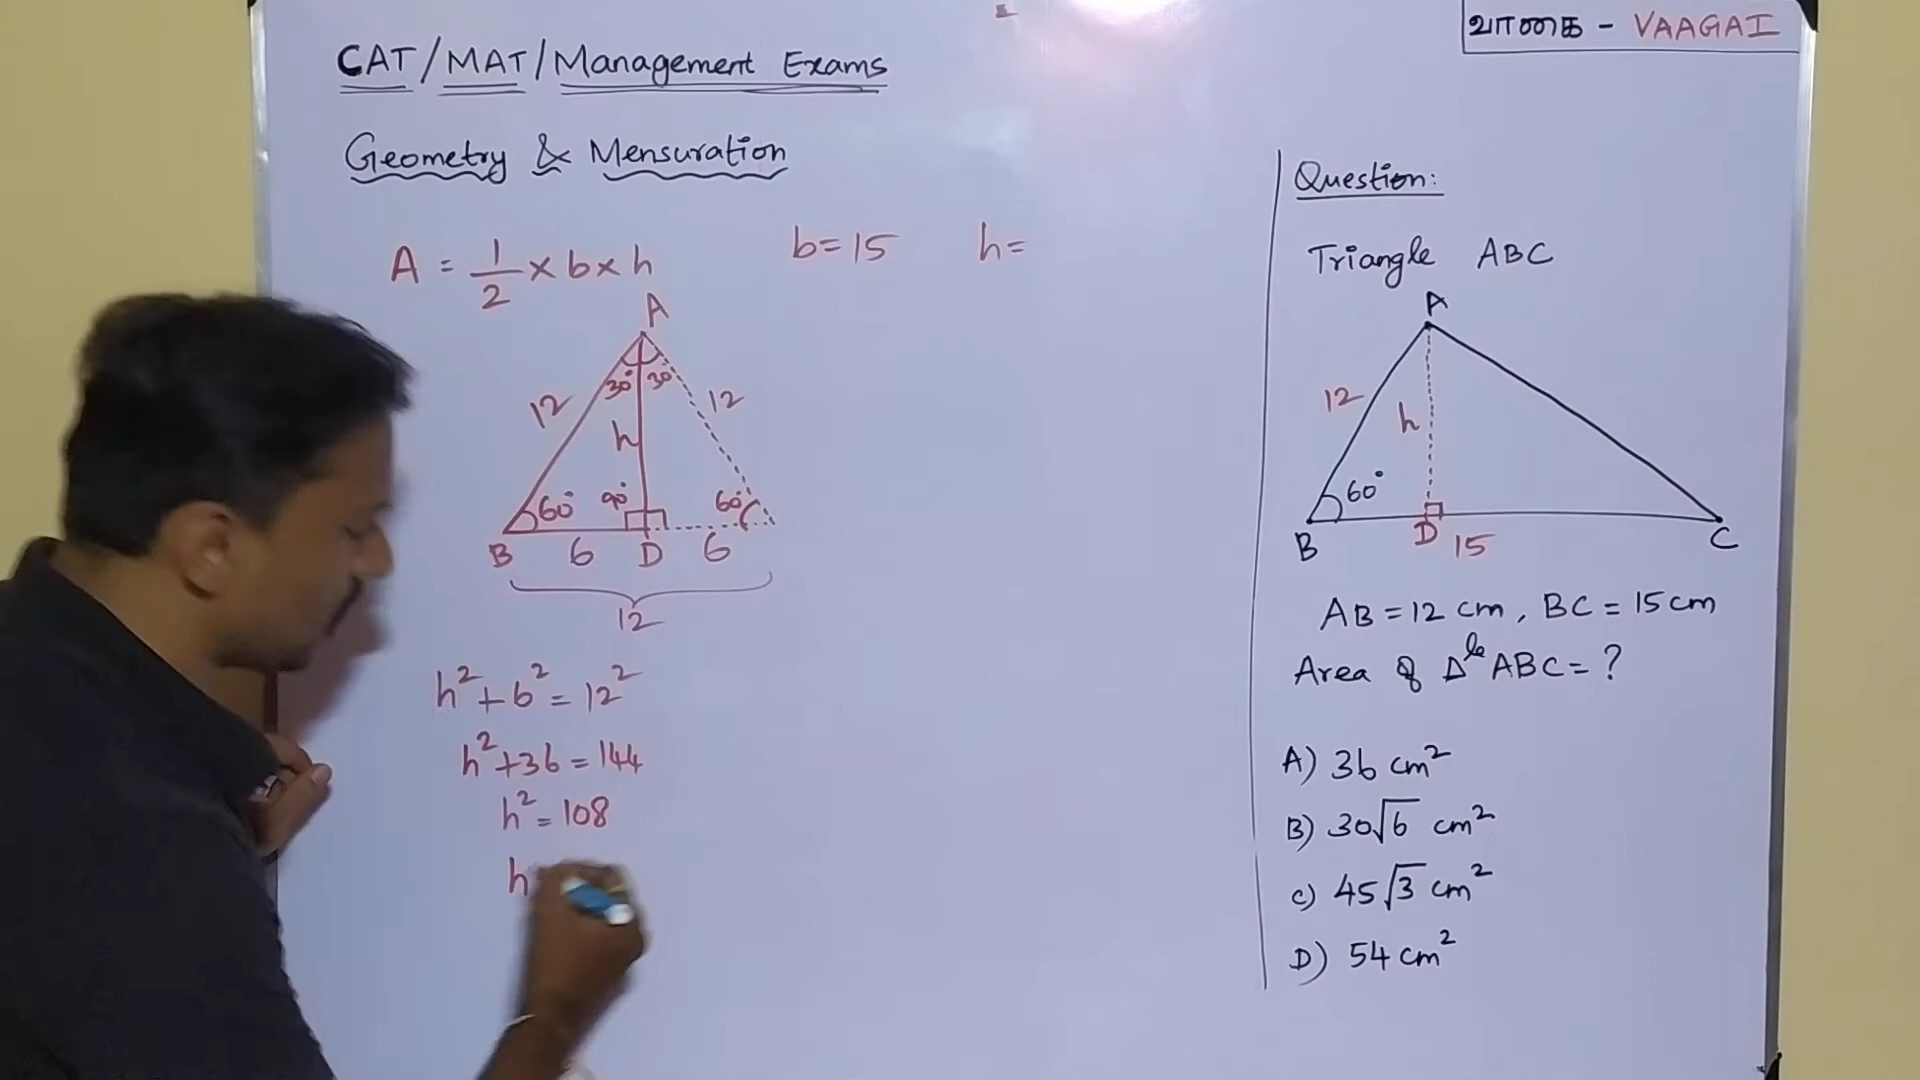 வாகை - VAAGAI
CAT/MAT/Management Exams
Geometry & Mensuration
A = 1/2 × b × h
b=15
h=
A
30° 30°
12
12
h
60° 90° 60°
B 6 D 6
12
h²+6²=12²
h²+36=144
h²=108
h
Question:
Triangle ABC
A
12
h
60°
B D 15 C
AB=12 cm, BC=15cm
Area of Δle ABC=?
A) 36 cm²
B) 30√6 cm²
C) 45√3 cm²
D) 54 cm²